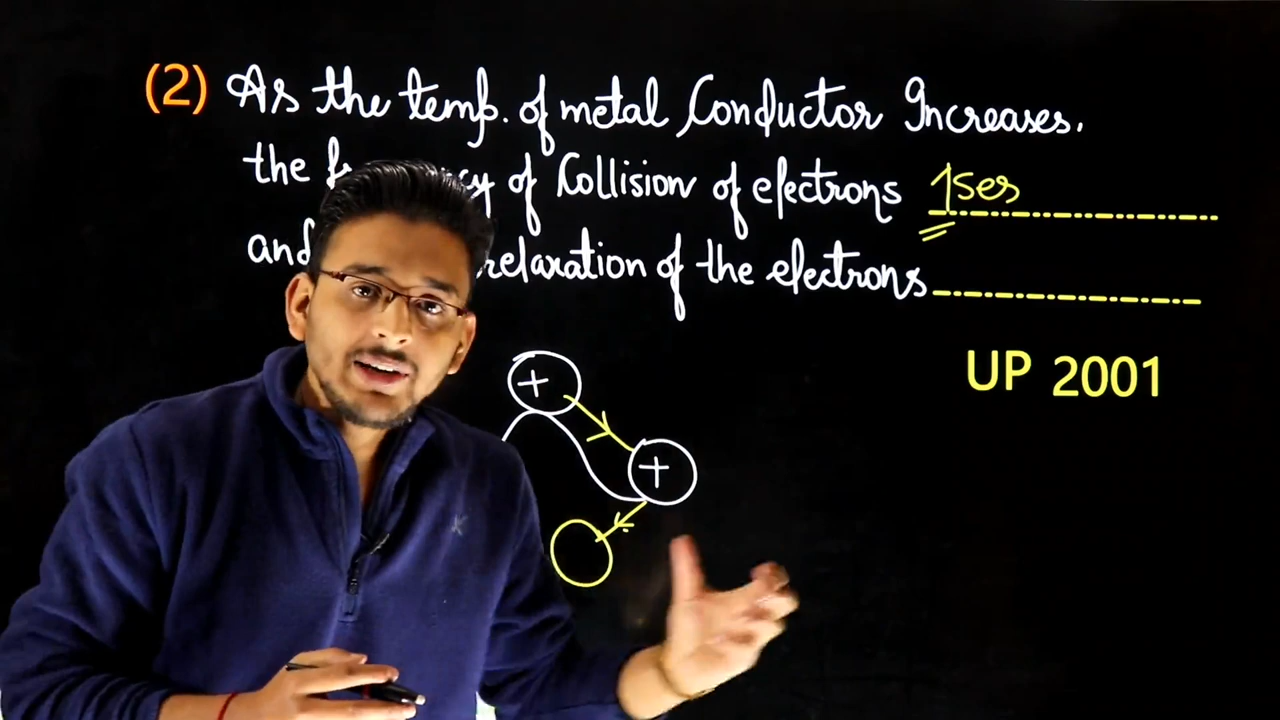 (2) As the temp. of metal Conductor Increases.
the of Collision of electrons ↑ses
and relaxation of the electrons
UP 2001
+
+